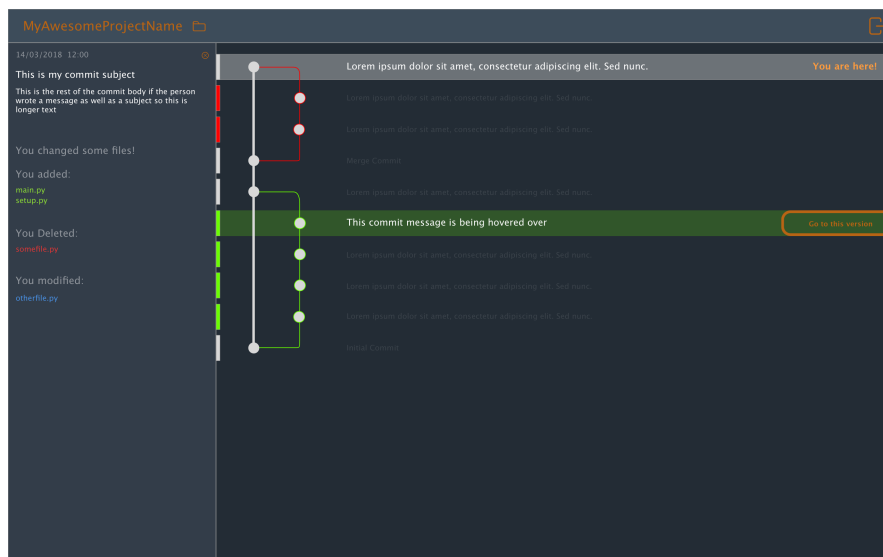 MyAwesomeProjectName
14/03/2018 12:00
This is my commit subject
This is the rest of the commit body if the person
wrote a message as well as a subject so this is
longer text
You changed some files!
You added:
main.py
setup.py
You Deleted:
somefile.py
You modified:
otherfile.py
Lorem ipsum dolor sit amet, consectetur adipiscing elit. Sed nunc. You are here!
Lorem ipsum dolor sit amet, consectetur adipiscing elit. Sed nunc.
Lorem ipsum dolor sit amet, consectetur adipiscing elit. Sed nunc.
Merge Commit
Lorem ipsum dolor sit amet, consectetur adipiscing elit. Sed nunc.
This commit message is being hovered over Go to this version
Lorem ipsum dolor sit amet, consectetur adipiscing elit. Sed nunc.
Lorem ipsum dolor sit amet, consectetur adipiscing elit. Sed nunc.
Lorem ipsum dolor sit amet, consectetur adipiscing elit. Sed nunc.
Initial Commit